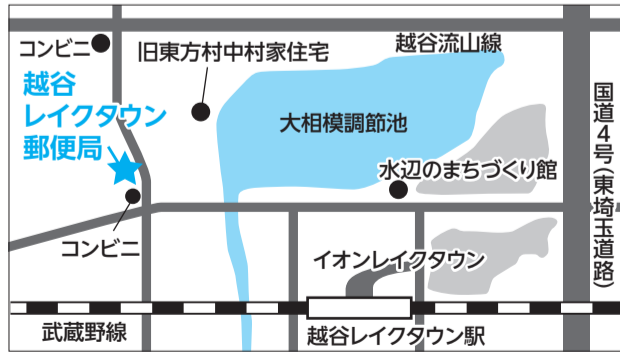 コンビニ
旧東方村中村家住宅
越谷流山線
越谷
レイクタウン
郵便局
大相模調節池
水辺のまちづくり館
国道4号(東埼玉道路)
コンビニ
イオンレイクタウン
武蔵野線
越谷レイクタウン駅